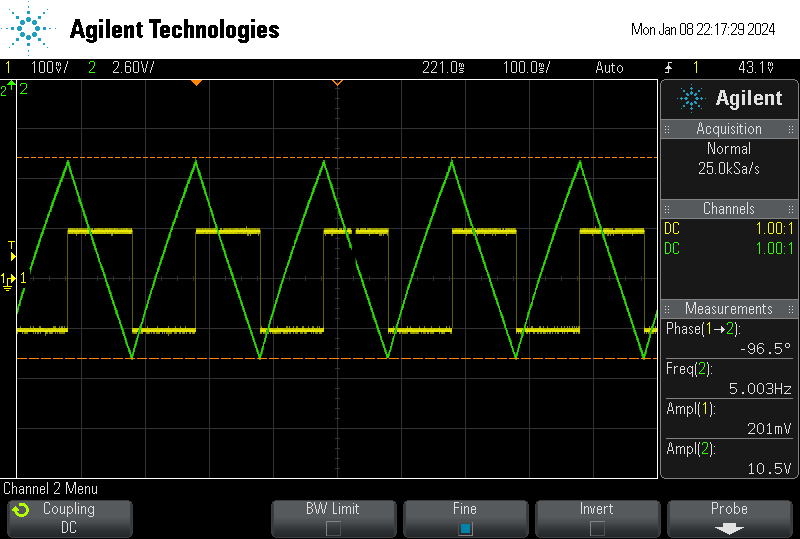 Agilent Technologies
Mon Jan 08 22:17:29 2024
1 100mV/ 2 2.60V/ 221.0ms 100.0ms/ Auto 1 43.1mV
2 2
T
1 1
Agilent
Acquisition
Normal
25.0kSa/s
Channels
DC 1.00:1
DC 1.00:1
Measurements
Phase(1→2):
-96.5°
Freq(2):
5.003Hz
Ampl(1):
201mV
Ampl(2):
10.5V
Channel 2 Menu
Coupling
DC
BW Limit
Fine
Invert
Probe